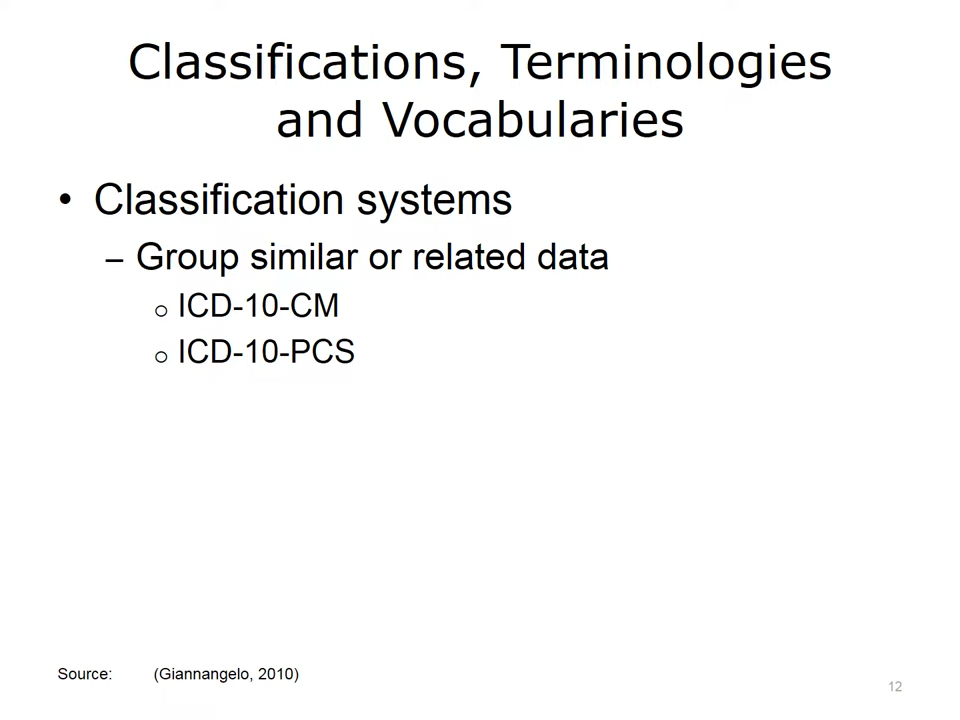 Classifications, Terminologies
and Vocabularies
• Classification systems
– Group similar or related data
o ICD-10-CM
o ICD-10-PCS
Source: (Giannangelo, 2010)
12